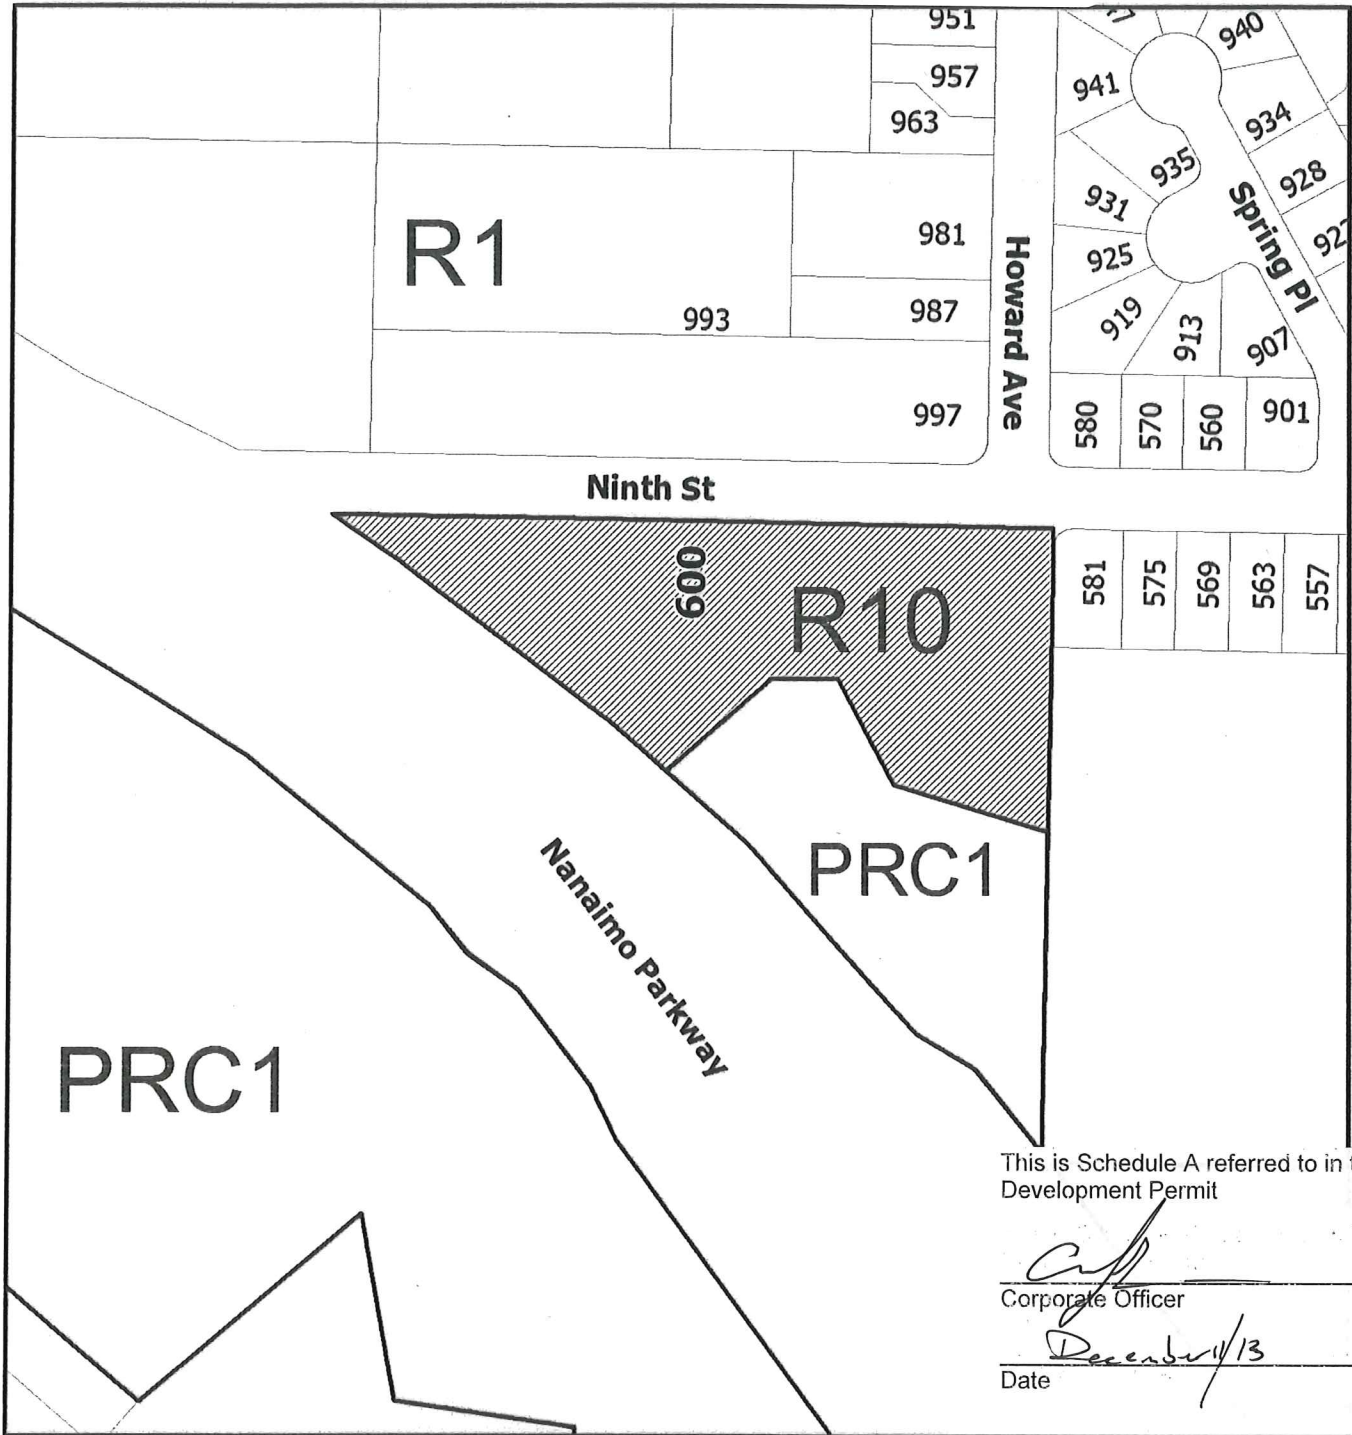 951
957
963
940
941
934
935
928
931
Spring Pl
925
919
913
907
R1
981
987
993
997
Howard Ave
580
570
560
901
Ninth St
600
R10
581
575
569
563
557
PRC1
Nanaimo Parkway
PRC1
This is Schedule A referred to in
Development Permit
Corporate Officer
December 11/13
Date